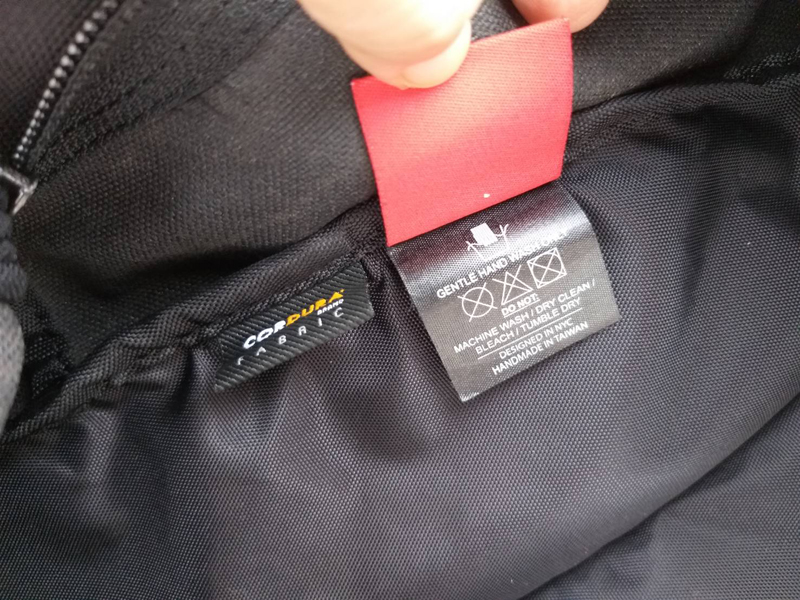 CORDURA
BRAND
FABRIC
GENTLE HAND WASH ONLY
DO NOT:
MACHINE WASH / DRY CLEAN /
BLEACH / TUMBLE DRY
DESIGNED IN NYC
HANDMADE IN TAIWAN